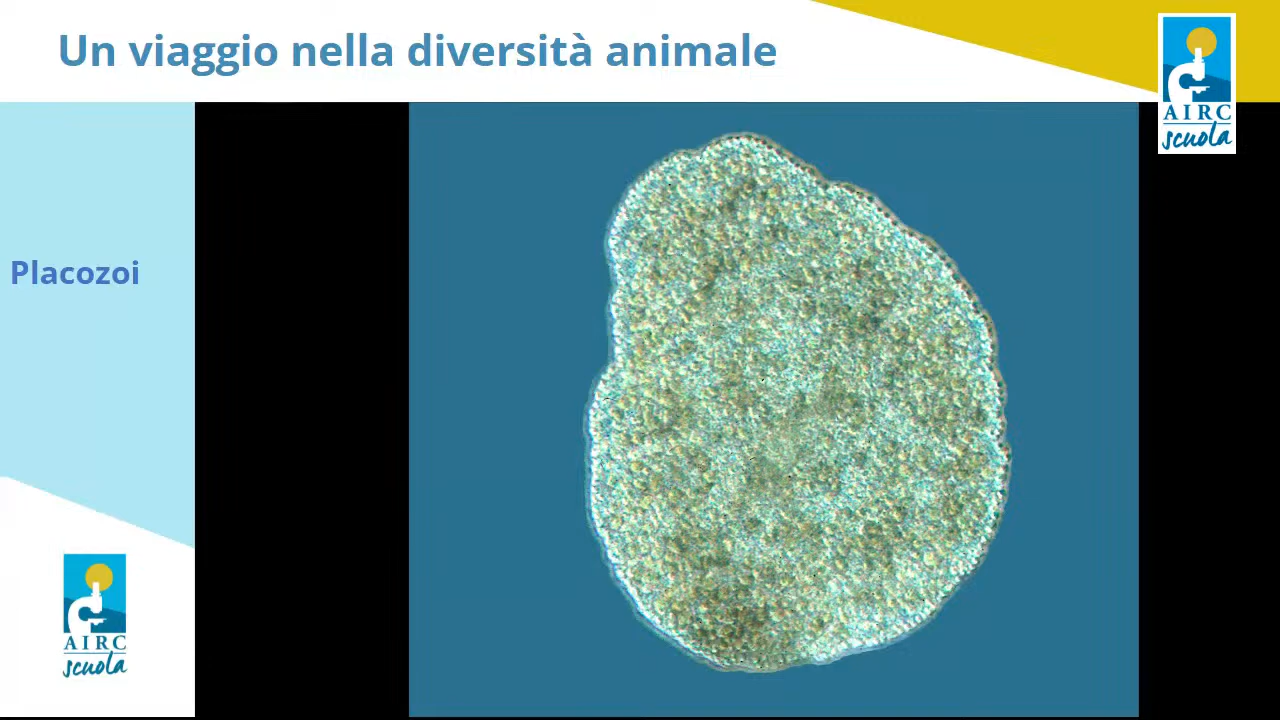 Un viaggio nella diversità animale
AIRC
scuola
Placozoi
AIRC
scuola